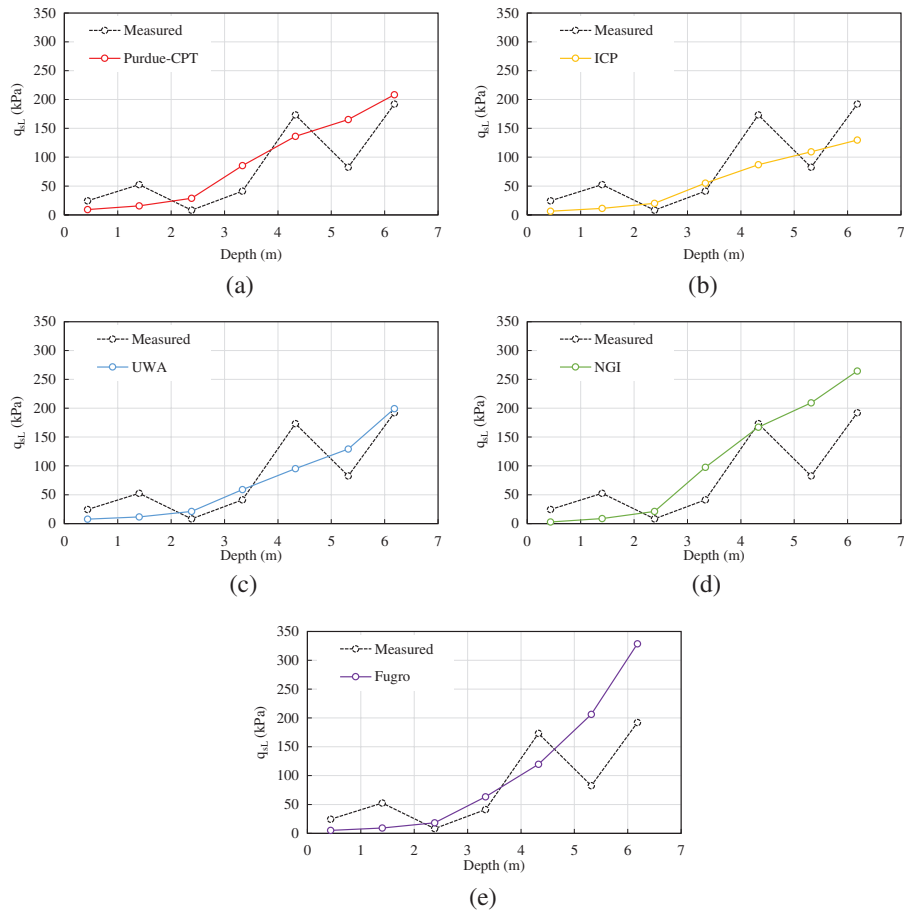 350
300
250
200
150
100
50
0
q_sL (kPa)
Measured
Purdue-CPT
0 1 2 3 4 5 6 7
Depth (m)
(a)
350
300
250
200
150
100
50
0
q_sL (kPa)
Measured
ICP
0 1 2 3 4 5 6 7
Depth (m)
(b)
350
300
250
200
150
100
50
0
q_sL (kPa)
Measured
UWA
0 1 2 3 4 5 6 7
Depth (m)
(c)
350
300
250
200
150
100
50
0
q_sL (kPa)
Measured
NGI
0 1 2 3 4 5 6 7
Depth (m)
(d)
350
300
250
200
150
100
50
0
q_sL (kPa)
Measured
Fugro
0 1 2 3 4 5 6 7
Depth (m)
(e)